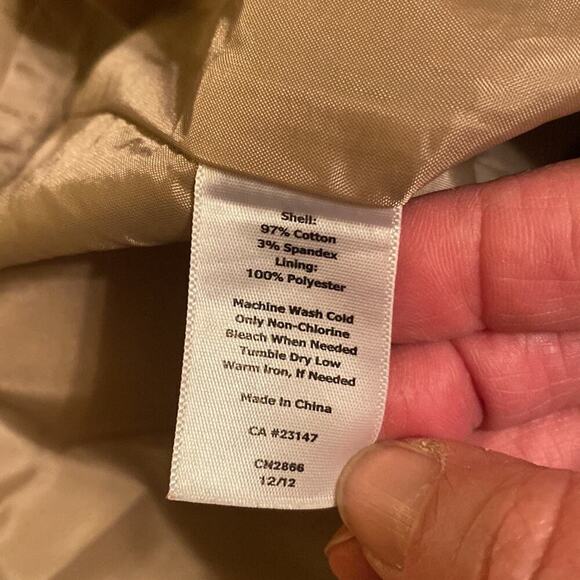 Shell:
97% Cotton
3% Spandex
Lining:
100% Polyester
Machine Wash Cold
Only Non-Chlorine
Bleach When Needed
Tumble Dry Low
Warm Iron, If Needed
Made In China
CA #23147
CN2866
12/12